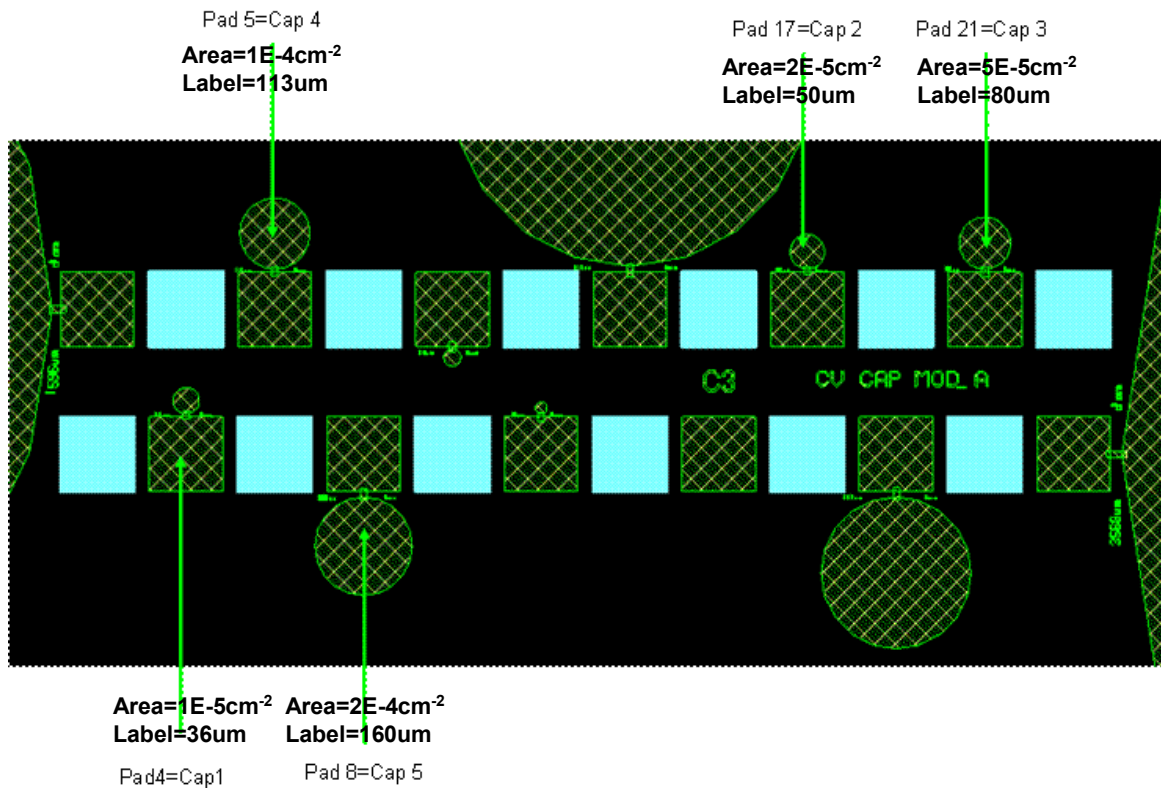 Pad 5=Cap 4
Area=1E-4cm⁻²
Label=113um
Pad 17=Cap 2
Area=2E-5cm⁻²
Label=50um
Pad 21=Cap 3
Area=5E-5cm⁻²
Label=80um
C3
CV CAP MOD_A
3568um
Area=1E-5cm⁻²
Label=36um
Pad4=Cap1
Area=2E-4cm⁻²
Label=160um
Pad 8=Cap 5